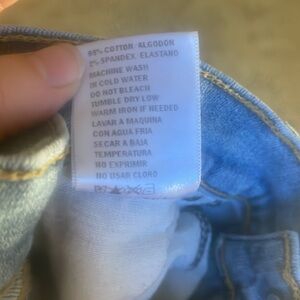 98% COTTON/ ALGODÓN
2% SPANDEX/ ELASTANO
MACHINE WASH
IN COLD WATER
DO NOT BLEACH
TUMBLE DRY LOW
WARM IRON IF NEEDED
LAVAR A MAQUINA
CON AGUA FRIA
SECAR A BAJA
TEMPERATURA
NO EXPRIMIR
NO USAR CLORO